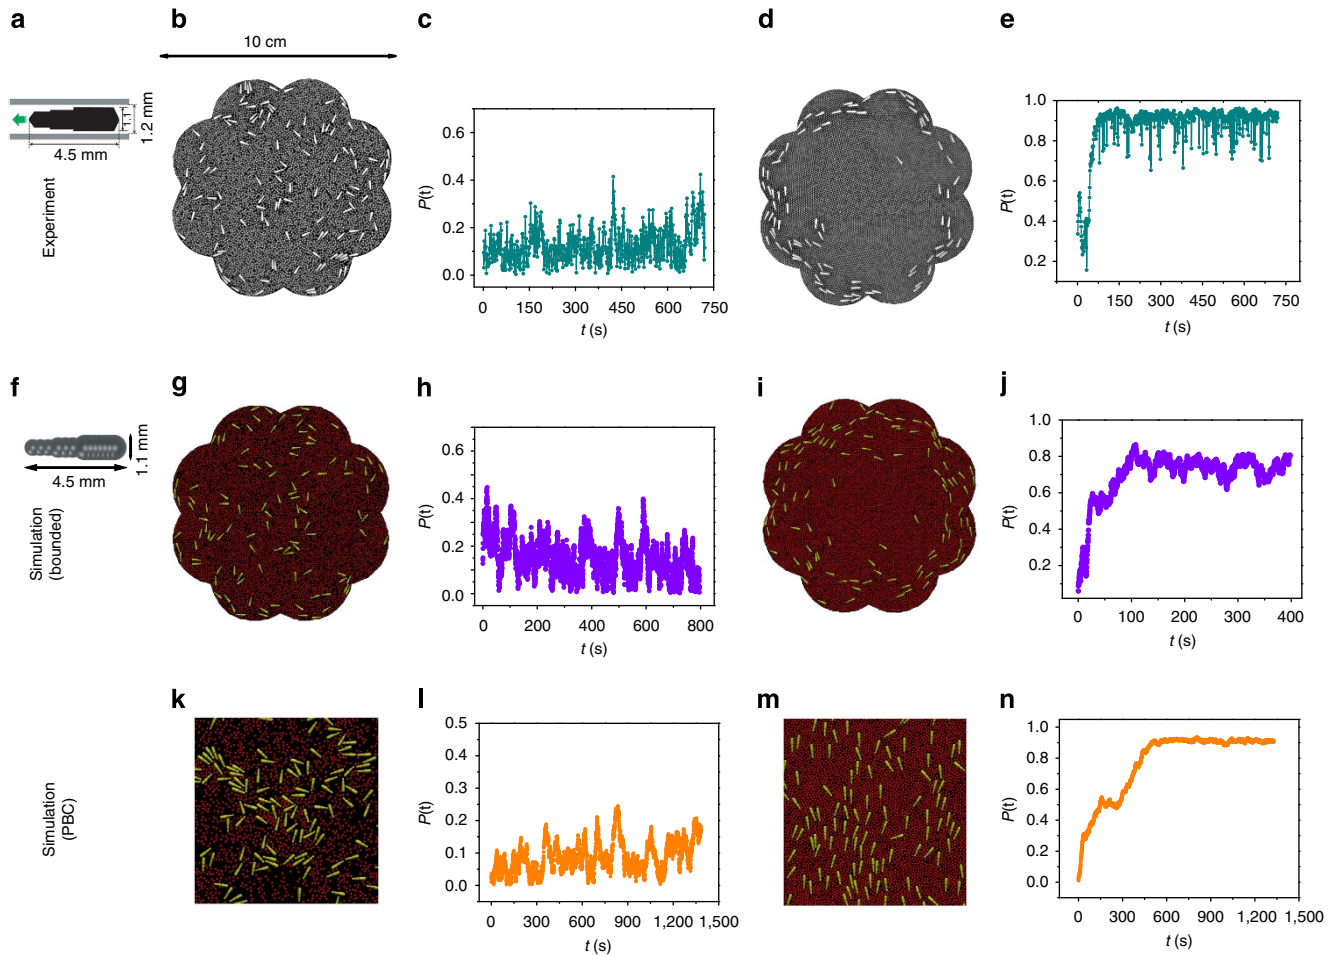 a
b
c
d
e
10 cm
1.1
1.2 mm
4.5 mm
Experiment
P(t)
0.6
0.4
0.2
0.0
0 150 300 450 600 750
t (s)
P(t)
1.0
0.8
0.6
0.4
0.2
0 150 300 450 600 750
t (s)
f
g
h
i
j
1.1 mm
4.5 mm
Simulation
(bounded)
P(t)
0.6
0.4
0.2
0.0
0 200 400 600 800
t (s)
P(t)
1.0
0.8
0.6
0.4
0.2
0 100 200 300 400
t (s)
k
l
m
n
Simulation
(PBC)
P(t)
0.5
0.4
0.3
0.2
0.1
0.0
0 300 600 900 1,200 1,500
t (s)
P(t)
1.0
0.8
0.6
0.4
0.2
0.0
0 300 600 900 1,200 1,500
t (s)